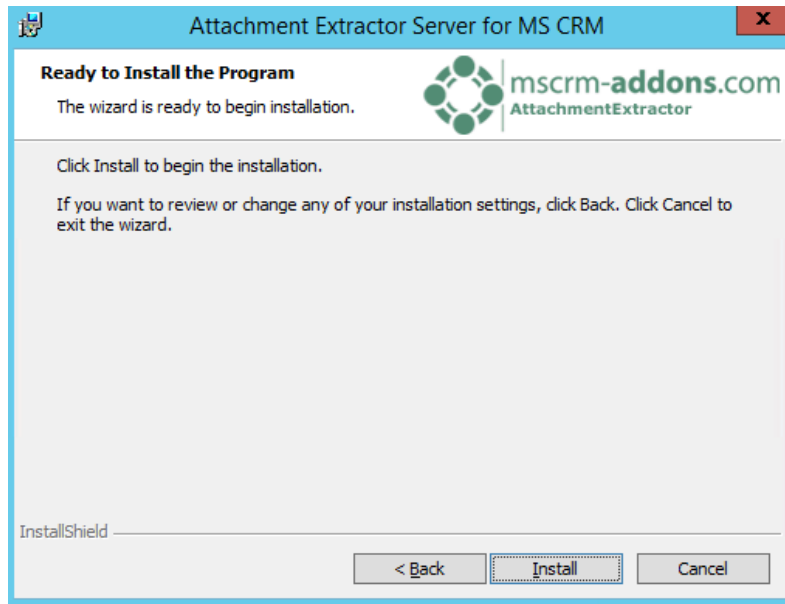 Attachment Extractor Server for MS CRM
x
Ready to Install the Program
The wizard is ready to begin installation.
mscrm-addons.com
AttachmentExtractor
Click Install to begin the installation.
If you want to review or change any of your installation settings, click Back. Click Cancel to
exit the wizard.
InstallShield
< Back
Install
Cancel